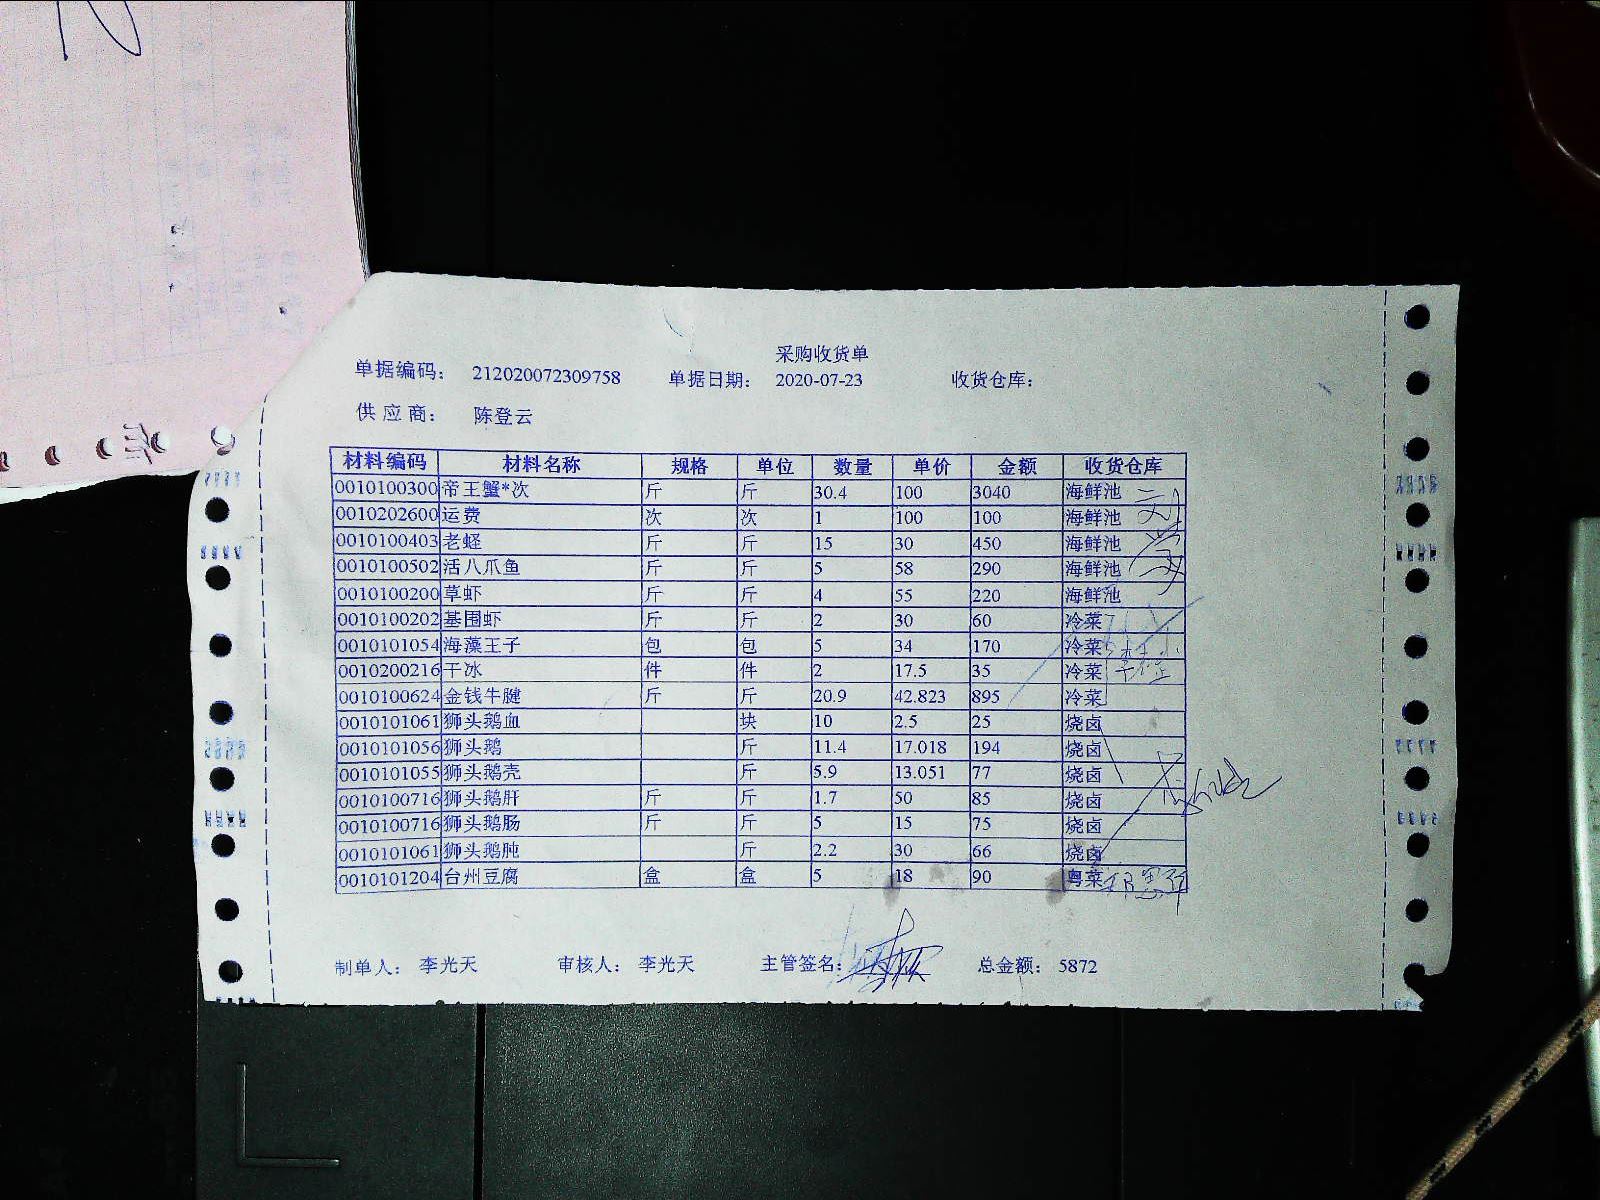 采购收货单
单据编码： 212020072309758 单据日期： 2020-07-23 收货仓库：
供应商： 陈登云
材料编码 材料名称 规格 单位 数量 单价 金额 收货仓库
0010100300 帝王蟹*次 斤 斤 30.4 100 3040 海鲜池
0010202600 运费 次 次 1 100 100 海鲜池
0010100403 老蛏 斤 斤 15 30 450 海鲜池
0010100502 活八爪鱼 斤 斤 5 58 290 海鲜池
0010100200 草虾 斤 斤 4 55 220 海鲜池
0010100202 基围虾 斤 斤 2 30 60 冷菜
0010101054 海藻王子 包 包 5 34 170 冷菜
0010200216 干冰 件 件 2 17.5 35 冷菜
0010100624 金钱牛腱 斤 斤 20.9 42.823 895 冷菜
0010101061 狮头鹅血 块 10 2.5 25 烧卤
0010101056 狮头鹅 斤 11.4 17.018 194 烧卤
0010101055 狮头鹅壳 斤 5.9 13.051 77 烧卤
0010100716 狮头鹅肝 斤 斤 1.7 50 85 烧卤
0010100716 狮头鹅肠 斤 斤 5 15 75 烧卤
0010101061 狮头鹅肫 斤 2.2 30 66 烧卤
0010101204 台州豆腐 盒 盒 5 18 90 粤菜
制单人： 李光天 审核人： 李光天 主管签名： 总金额： 5872